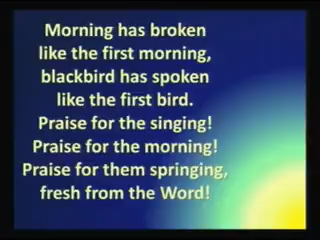 Morning has broken
like the first morning,
blackbird has spoken
like the first bird.
Praise for the singing!
Praise for the morning!
Praise for them springing,
fresh from the Word!